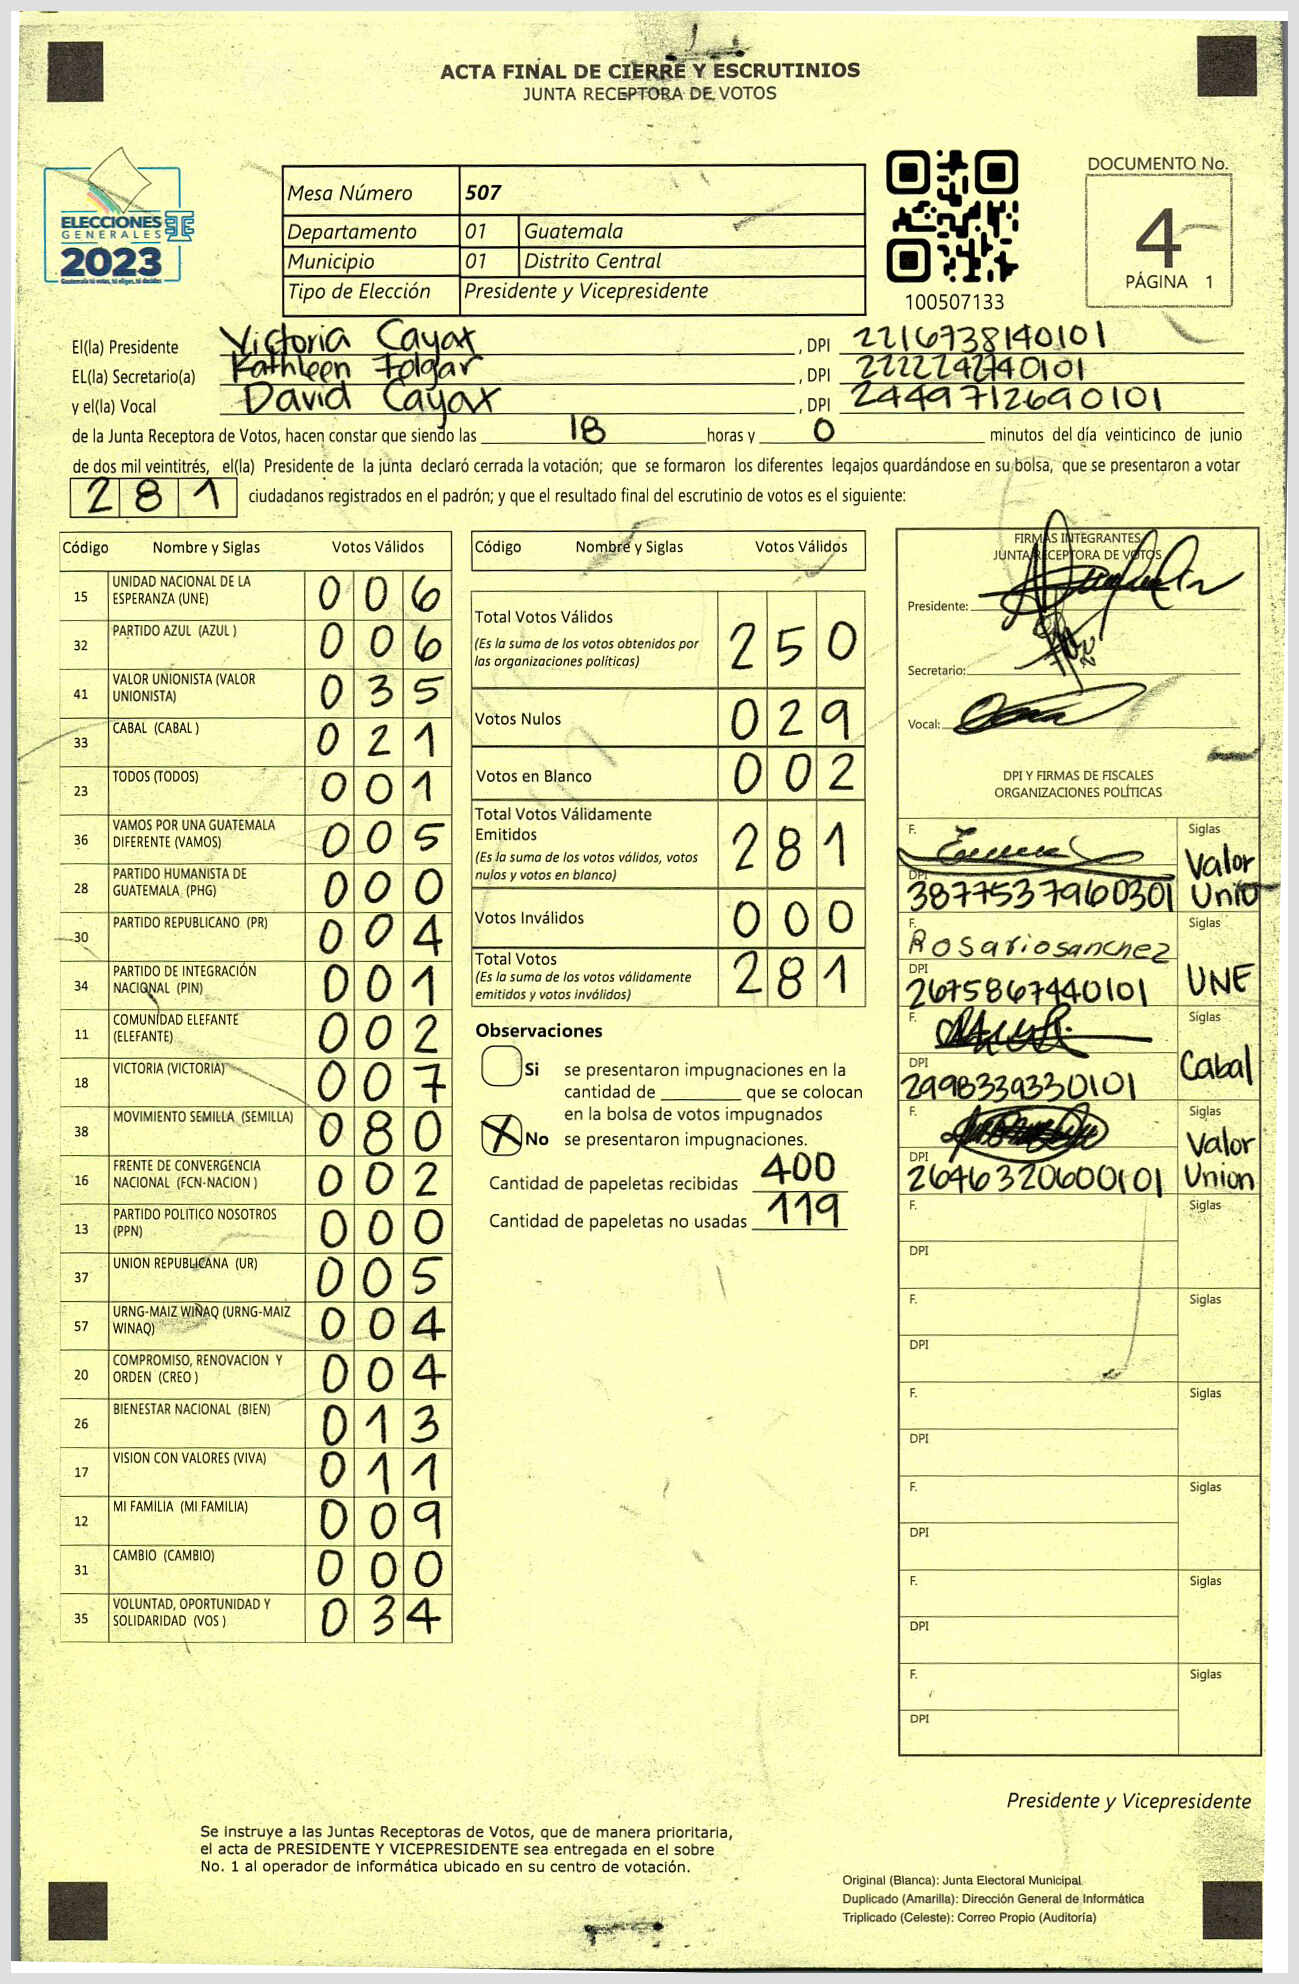 ACTA FINAL DE CIERRE Y ESCRUTINIOS
JUNTA RECEPTORA DE VOTOS
ELECCIONES
GENERALES
2023
Guatemala tú votas, tú eliges, tú decides
Mesa Número 507
Departamento 01 Guatemala
Municipio 01 Distrito Central
Tipo de Elección Presidente y Vicepresidente
100507133
DOCUMENTO No.
4
PÁGINA 1
El(la) Presidente Victoria Cayax , DPI 2216738140101
EL(la) Secretario(a) Kathleen Folgar , DPI 2222242740101
y el(la) Vocal David Cayax , DPI 2449712690101
de la Junta Receptora de Votos, hacen constar que siendo las 18 horas y 0 minutos del día veinticinco de junio
de dos mil veintitrés, el(la) Presidente de la junta declaró cerrada la votación; que se formaron los diferentes legajos guardándose en su bolsa, que se presentaron a votar
281 ciudadanos registrados en el padrón; y que el resultado final del escrutinio de votos es el siguiente:
Código Nombre y Siglas Votos Válidos
15 UNIDAD NACIONAL DE LA ESPERANZA (UNE) 006
32 PARTIDO AZUL (AZUL ) 006
41 VALOR UNIONISTA (VALOR UNIONISTA) 035
33 CABAL (CABAL ) 021
23 TODOS (TODOS) 001
36 VAMOS POR UNA GUATEMALA DIFERENTE (VAMOS) 005
28 PARTIDO HUMANISTA DE GUATEMALA (PHG) 000
30 PARTIDO REPUBLICANO (PR) 004
34 PARTIDO DE INTEGRACIÓN NACIONAL (PIN) 001
11 COMUNIDAD ELEFANTE (ELEFANTE) 002
18 VICTORIA (VICTORIA) 007
38 MOVIMIENTO SEMILLA (SEMILLA) 080
16 FRENTE DE CONVERGENCIA NACIONAL (FCN-NACION ) 002
13 PARTIDO POLITICO NOSOTROS (PPN) 000
37 UNION REPUBLICANA (UR) 005
57 URNG-MAIZ WINAQ (URNG-MAIZ WINAQ) 004
20 COMPROMISO, RENOVACION Y ORDEN (CREO ) 004
26 BIENESTAR NACIONAL (BIEN) 013
17 VISION CON VALORES (VIVA) 011
12 MI FAMILIA (MI FAMILIA) 009
31 CAMBIO (CAMBIO) 000
35 VOLUNTAD, OPORTUNIDAD Y SOLIDARIDAD (VOS ) 034
Código Nombre y Siglas Votos Válidos
Total Votos Válidos 250
(Es la suma de los votos obtenidos por
las organizaciones políticas)
Votos Nulos 029
Votos en Blanco 002
Total Votos Válidamente
Emitidos 281
(Es la suma de los votos válidos, votos
nulos y votos en blanco)
Votos Inválidos 000
Total Votos 281
(Es la suma de los votos válidamente
emitidos y votos inválidos)
Observaciones
Si se presentaron impugnaciones en la
cantidad de ________ que se colocan
en la bolsa de votos impugnados
X No se presentaron impugnaciones.
Cantidad de papeletas recibidas 400
Cantidad de papeletas no usadas 119
FIRMAS INTEGRANTES
JUNTA RECEPTORA DE VOTOS
Presidente:
Secretario:
Vocal:
DPI Y FIRMAS DE FISCALES
ORGANIZACIONES POLÍTICAS
F. Siglas
DPI Valor
3877537960301 Unio
F. Siglas
Rosariosanchez
DPI UNE
2675867440101
F. Siglas
DPI Cabal
2998339330101
F. Siglas
DPI Valor
2646320600101 Union
F. Siglas
DPI
F. Siglas
DPI
F. Siglas
DPI
F. Siglas
DPI
F. Siglas
DPI
F. Siglas
DPI
Presidente y Vicepresidente
Se instruye a las Juntas Receptoras de Votos, que de manera prioritaria,
el acta de PRESIDENTE Y VICEPRESIDENTE sea entregada en el sobre
No. 1 al operador de informática ubicado en su centro de votación.
Original (Blanca): Junta Electoral Municipal
Duplicado (Amarilla): Dirección General de Informática
Triplicado (Celeste): Correo Propio (Auditoría)